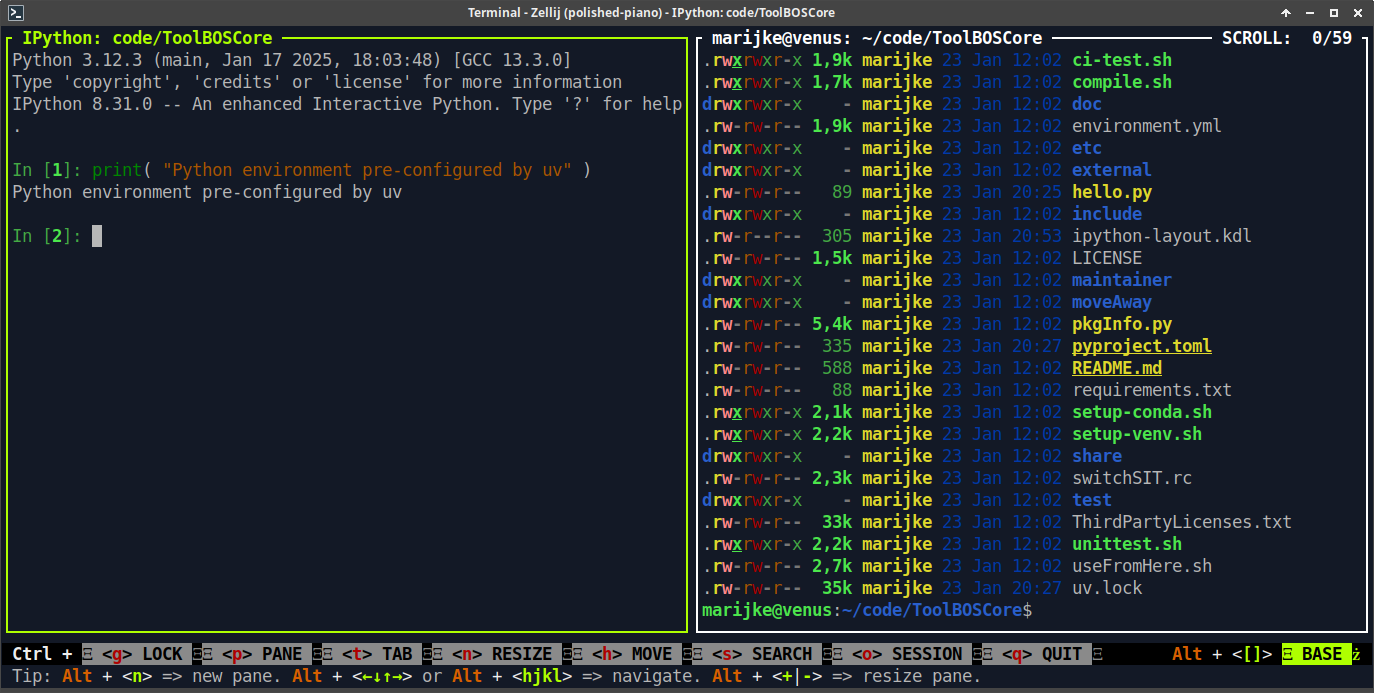 Terminal - Zellij (polished-piano) - IPython: code/ToolBOSCore
IPython: code/ToolBOSCore
Python 3.12.3 (main, Jan 17 2025, 18:03:48) [GCC 13.3.0]
Type 'copyright', 'credits' or 'license' for more information
IPython 8.31.0 -- An enhanced Interactive Python. Type '?' for help
.
In [1]: print( "Python environment pre-configured by uv" )
Python environment pre-configured by uv
In [2]:
marijke@venus: ~/code/ToolBOSCore SCROLL: 0/59
.rwxrwxr-x 1,9k marijke 23 Jan 12:02 ci-test.sh
.rwxrwxr-x 1,7k marijke 23 Jan 12:02 compile.sh
drwxrwxr-x - marijke 23 Jan 12:02 doc
.rw-rw-r-- 1,9k marijke 23 Jan 12:02 environment.yml
drwxrwxr-x - marijke 23 Jan 12:02 etc
drwxrwxr-x - marijke 23 Jan 12:02 external
.rw-rw-r-- 89 marijke 23 Jan 20:25 hello.py
drwxrwxr-x - marijke 23 Jan 12:02 include
.rw-r--r-- 305 marijke 23 Jan 20:53 ipython-layout.kdl
.rw-rw-r-- 1,5k marijke 23 Jan 12:02 LICENSE
drwxrwxr-x - marijke 23 Jan 12:02 maintainer
drwxrwxr-x - marijke 23 Jan 12:02 moveAway
.rw-rw-r-- 5,4k marijke 23 Jan 12:02 pkgInfo.py
.rw-rw-r-- 335 marijke 23 Jan 20:27 pyproject.toml
.rw-rw-r-- 588 marijke 23 Jan 12:02 README.md
.rw-rw-r-- 88 marijke 23 Jan 12:02 requirements.txt
.rwxrwxr-x 2,1k marijke 23 Jan 12:02 setup-conda.sh
.rwxrwxr-x 2,2k marijke 23 Jan 12:02 setup-venv.sh
drwxrwxr-x - marijke 23 Jan 12:02 share
.rw-rw-r-- 2,3k marijke 23 Jan 12:02 switchSIT.rc
drwxrwxr-x - marijke 23 Jan 12:02 test
.rw-rw-r-- 33k marijke 23 Jan 12:02 ThirdPartyLicenses.txt
.rwxrwxr-x 2,2k marijke 23 Jan 12:02 unittest.sh
.rw-rw-r-- 2,7k marijke 23 Jan 12:02 useFromHere.sh
.rw-rw-r-- 35k marijke 23 Jan 20:27 uv.lock
marijke@venus:~/code/ToolBOSCore$
Ctrl + <g> LOCK <p> PANE <t> TAB <n> RESIZE <h> MOVE <s> SEARCH <o> SESSION <q> QUIT Alt + <[]> BASE
Tip: Alt + <n> => new pane. Alt + <←↓↑→> or Alt + <hjkl> => navigate. Alt + <+|-> => resize pane.